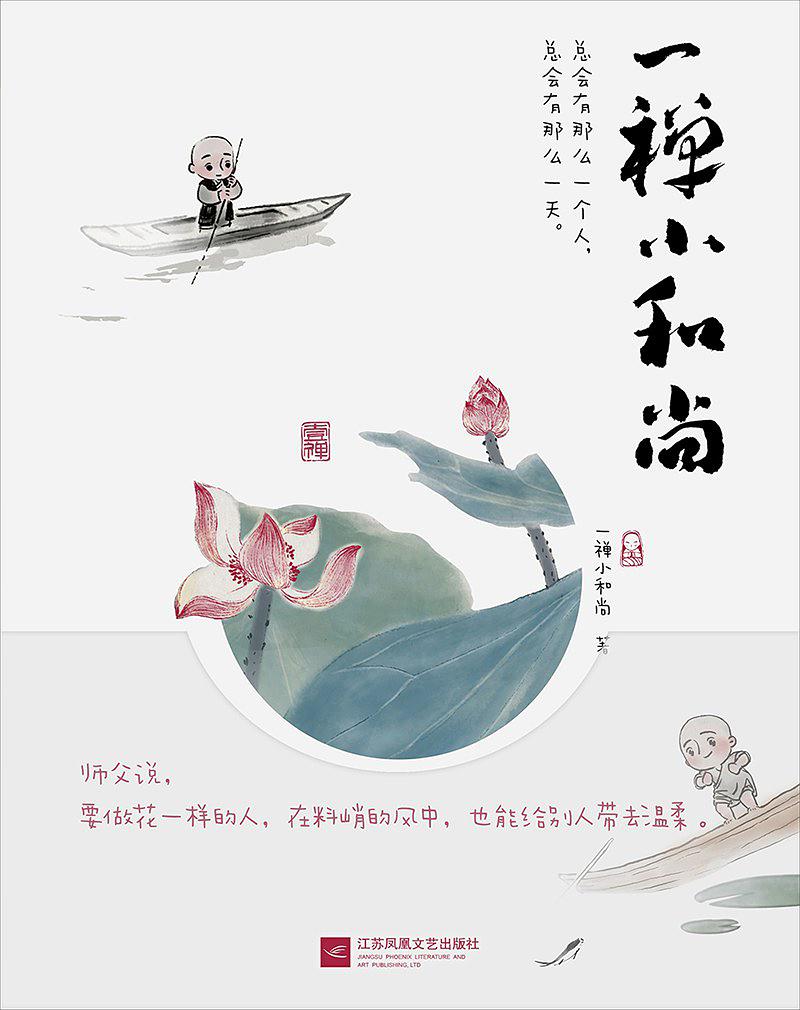 一禅小和尚
总会有那么一个人,
总会有那么一天。
壹禅
一禅小和尚 著
师父说,
要做花一样的人, 在料峭的风中, 也能给别人带去温柔。
江苏凤凰文艺出版社
JIANGSU PHOENIX LITERATURE AND
ART PUBLISHING, LTD